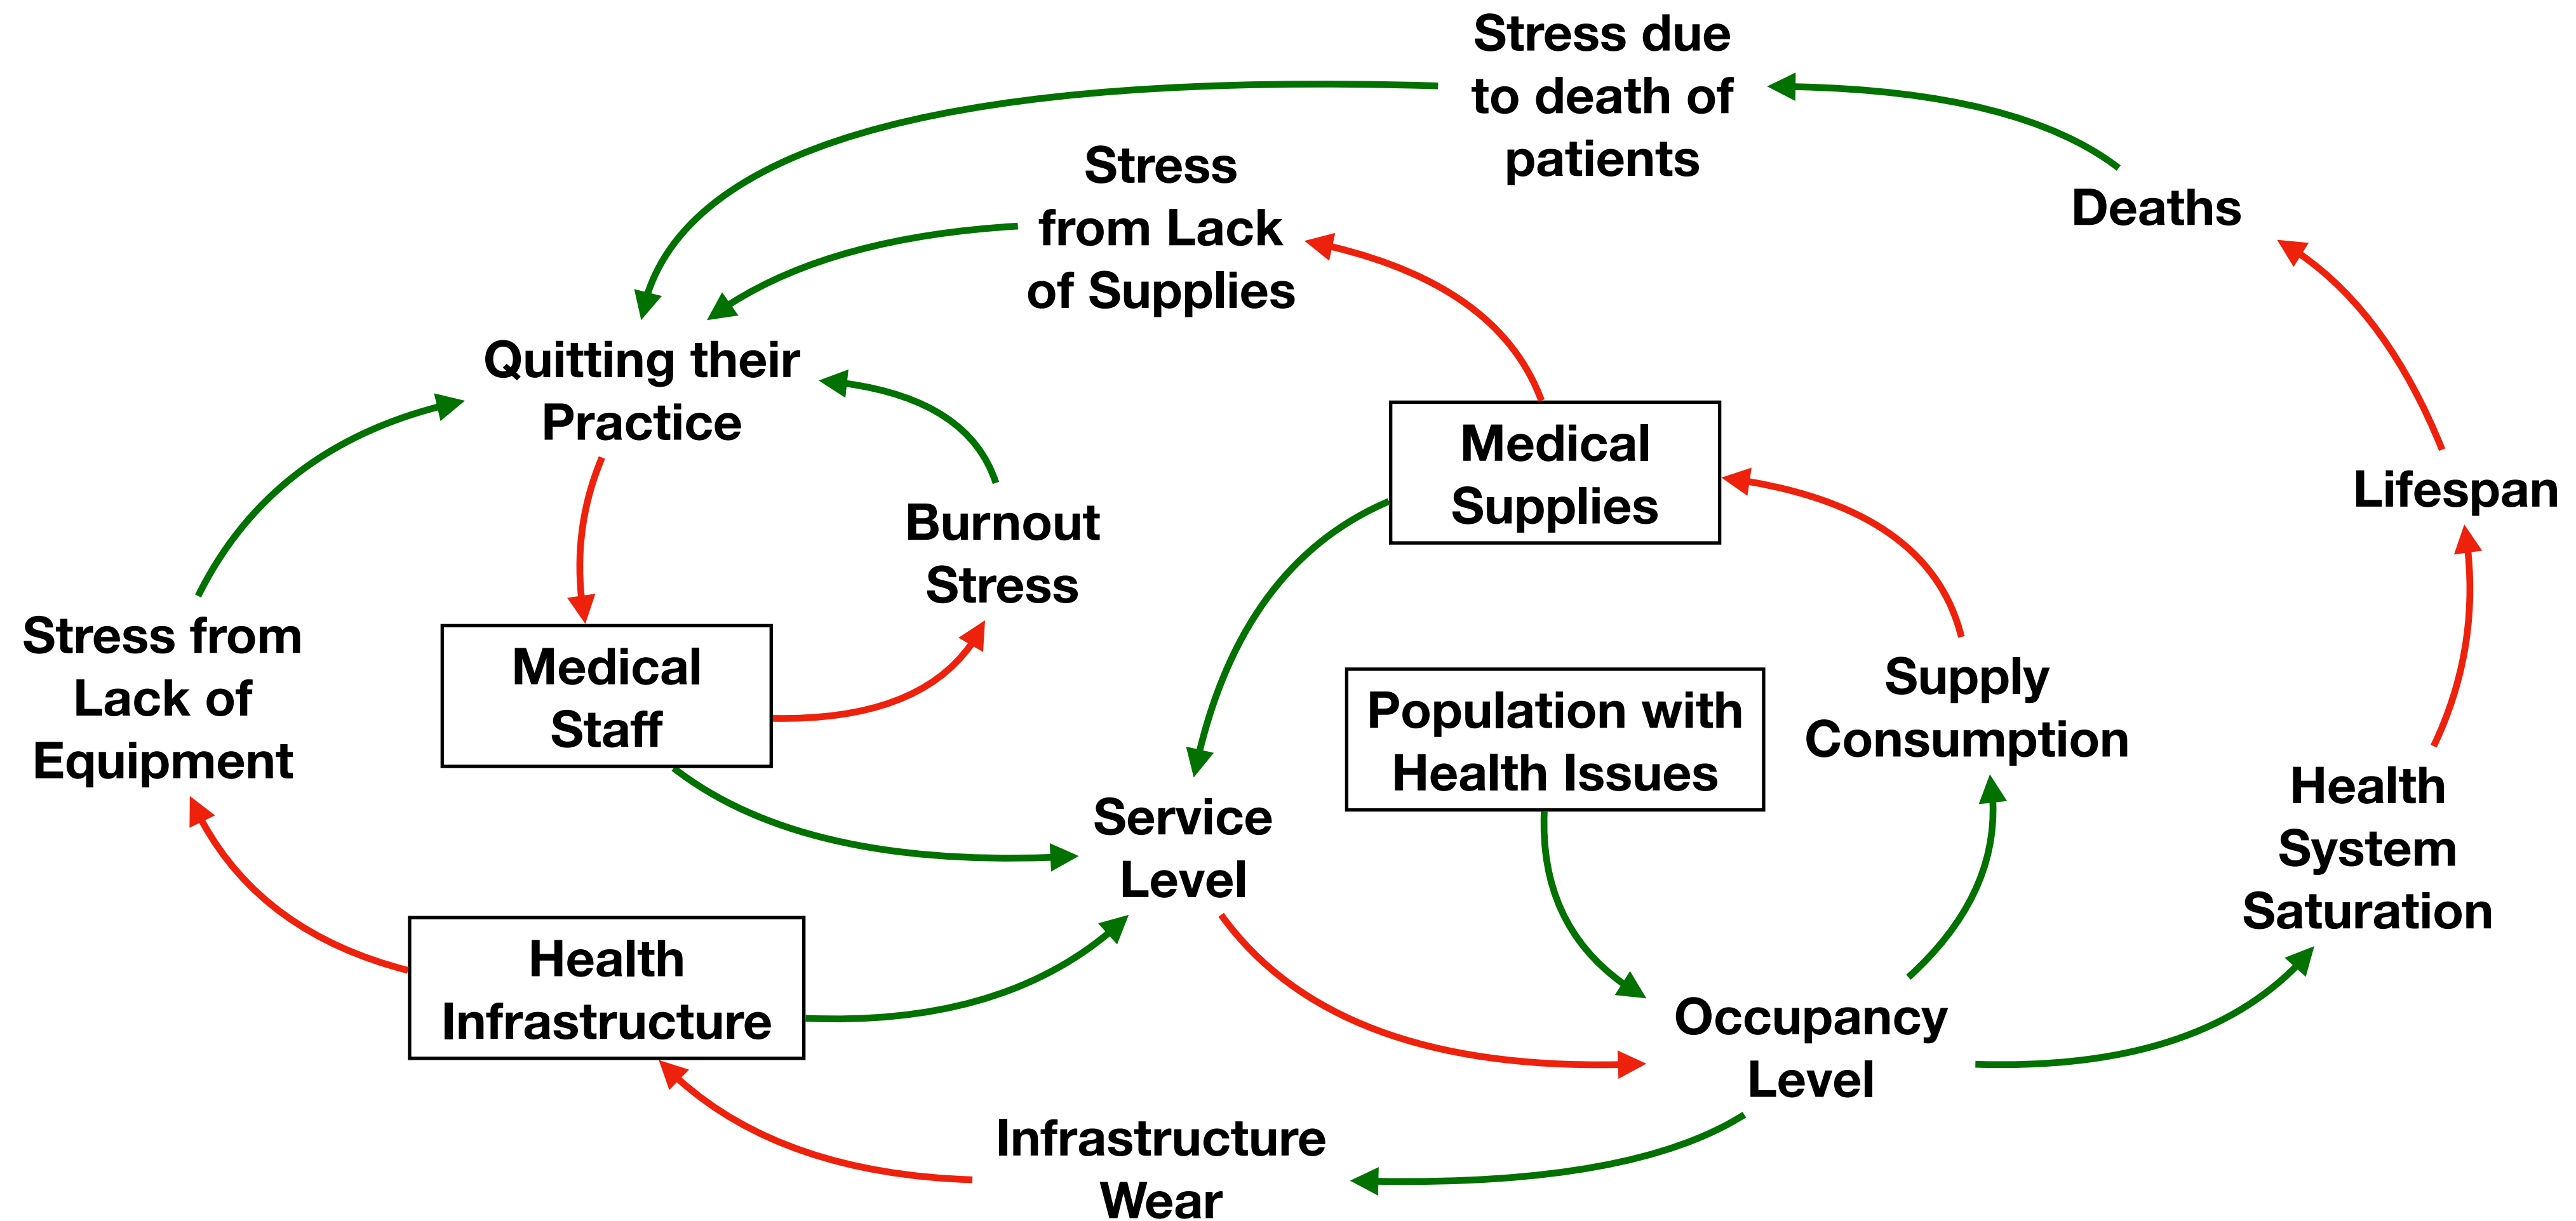 Stress due
to death of
patients
Stress
from Lack
of Supplies
Deaths
Quitting their
Practice
Medical
Supplies
Lifespan
Burnout
Stress
Stress from
Lack of
Equipment
Medical
Staff
Population with
Health Issues
Supply
Consumption
Service
Level
Health
System
Saturation
Health
Infrastructure
Occupancy
Level
Infrastructure
Wear